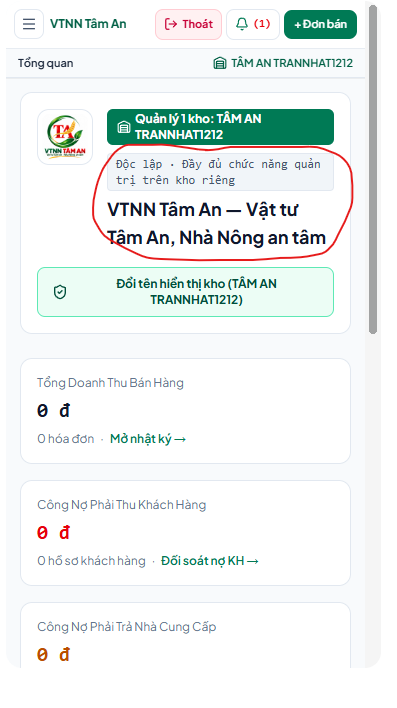 VTNN Tâm An
Thoát
(1)
+ Đơn bán
Tổng quan
TÂM AN TRANNHAT1212
TA
VTNN TÂM AN
Quản lý 1 kho: TÂM AN
TRANNHAT1212
Độc lập · Đầy đủ chức năng quản
trị trên kho riêng
VTNN Tâm An — Vật tư
Tâm An, Nhà Nông an tâm
Đổi tên hiển thị kho (TÂM AN
TRANNHAT1212)
Tổng Doanh Thu Bán Hàng
0 đ
0 hóa đơn · Mở nhật ký →
Công Nợ Phải Thu Khách Hàng
0 đ
0 hồ sơ khách hàng · Đối soát nợ KH →
Công Nợ Phải Trả Nhà Cung Cấp
0 đ